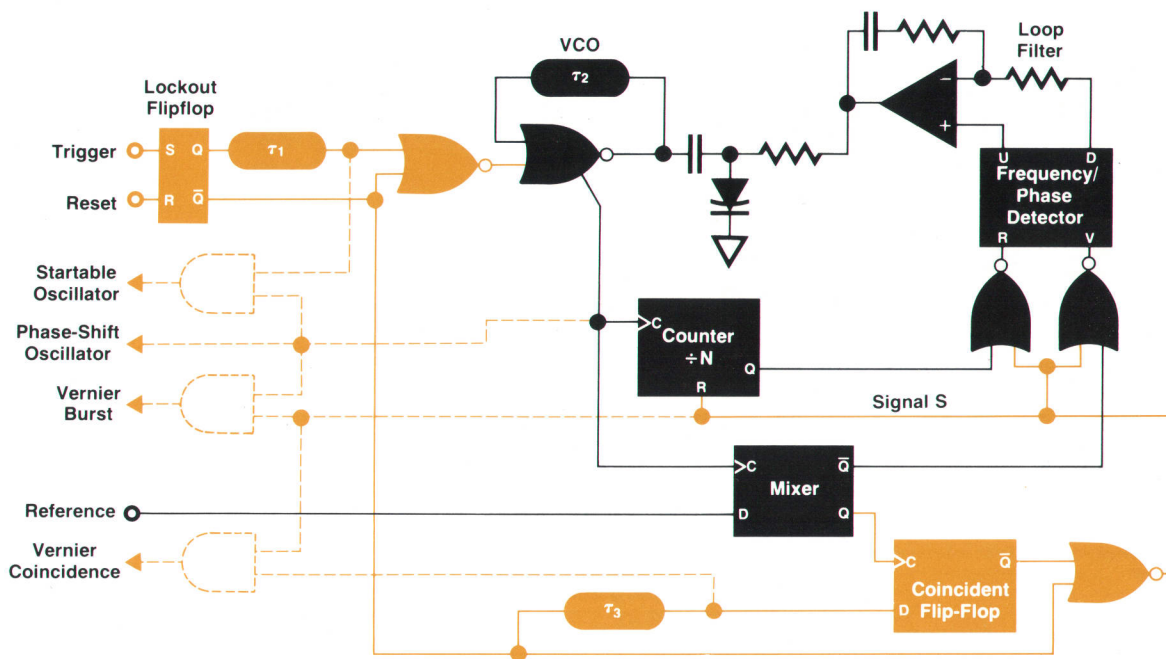 VCO
τ2
Loop
Filter
Lockout
Flipflop
Trigger
S
Q
τ1
Reset
R
Q̅
−
+
U
D
Frequency/
Phase
Detector
R
V
Startable
Oscillator
Phase-Shift
Oscillator
C
Counter
÷N
Q
R
Vernier
Burst
Signal S
C
Q̅
Mixer
D
Q
Reference
Vernier
Coincidence
C
Q̅
Coincident
Flip-Flop
D
τ3